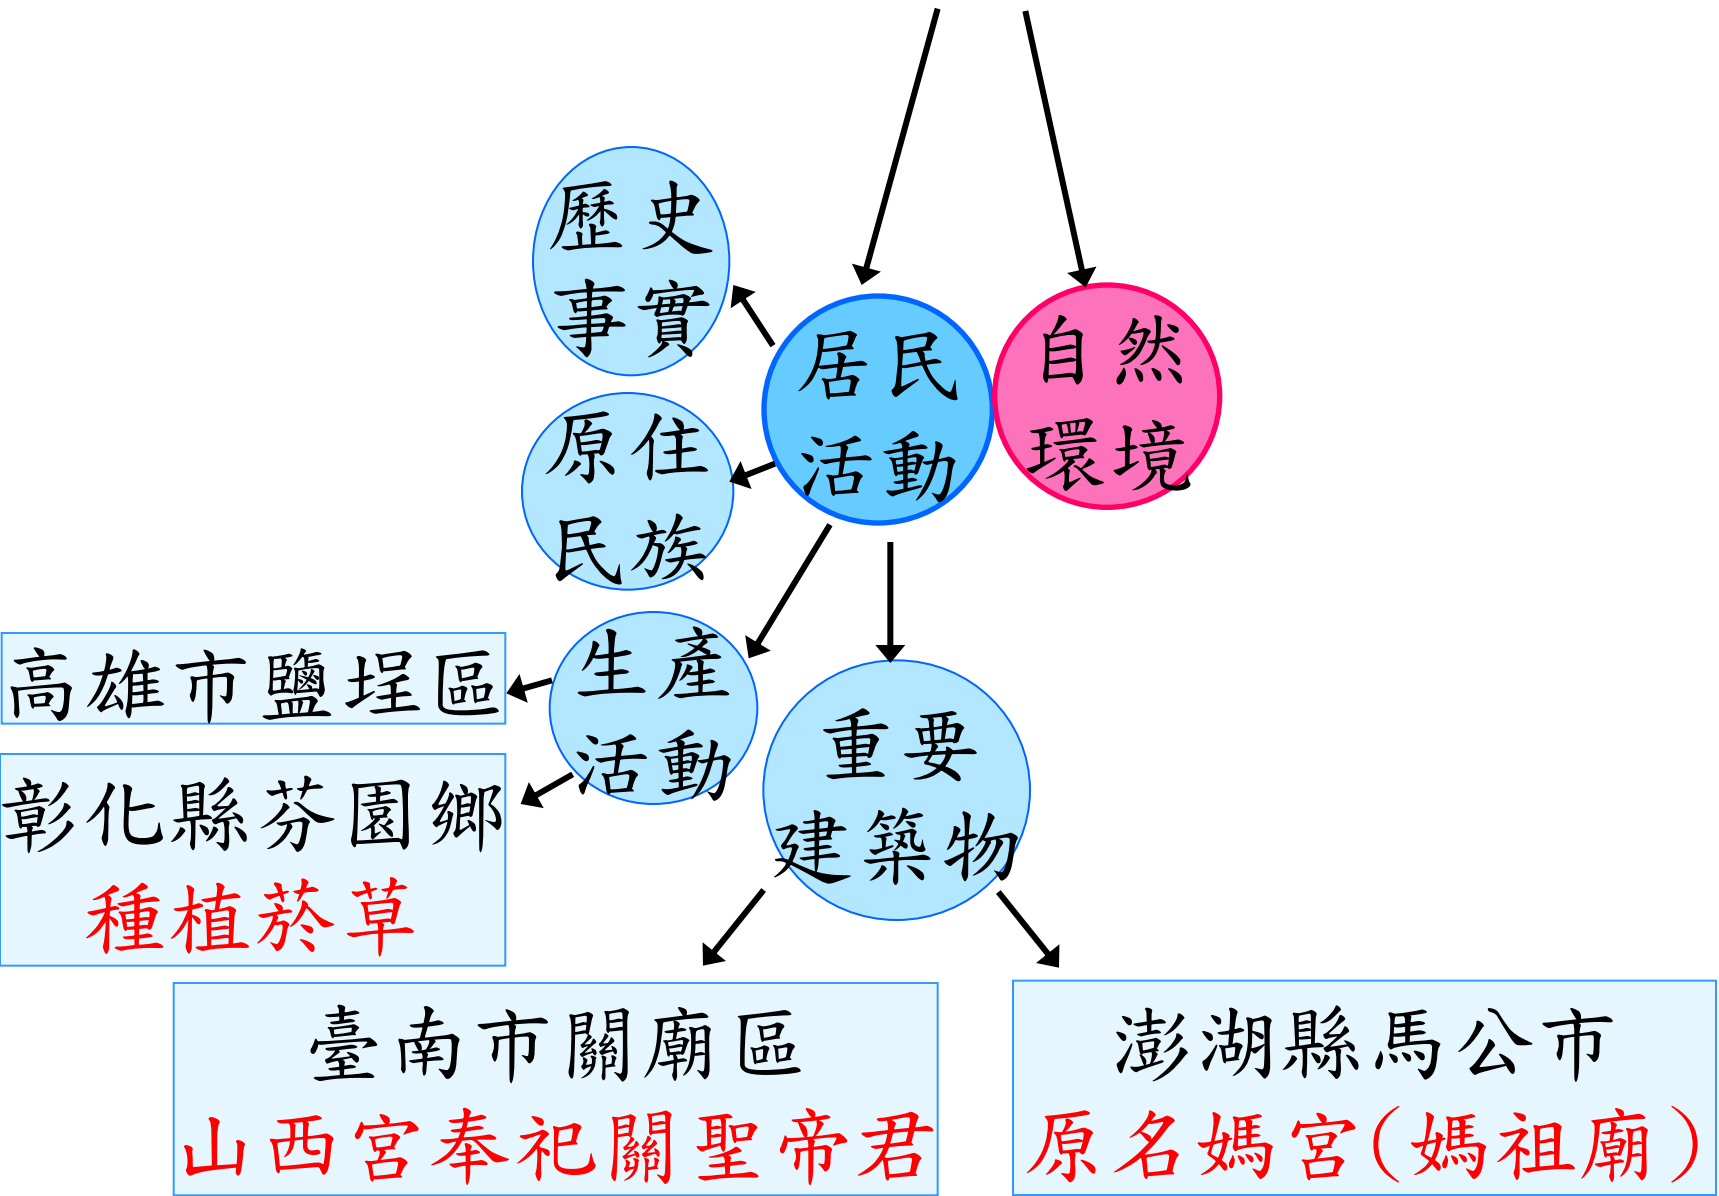 歷史
事實
居民
活動
自然
環境
原住
民族
生產
活動
高雄市鹽埕區
彰化縣芬園鄉
種植菸草
重要
建築物
臺南市關廟區
山西宮奉祀關聖帝君
澎湖縣馬公市
原名媽宮(媽祖廟)